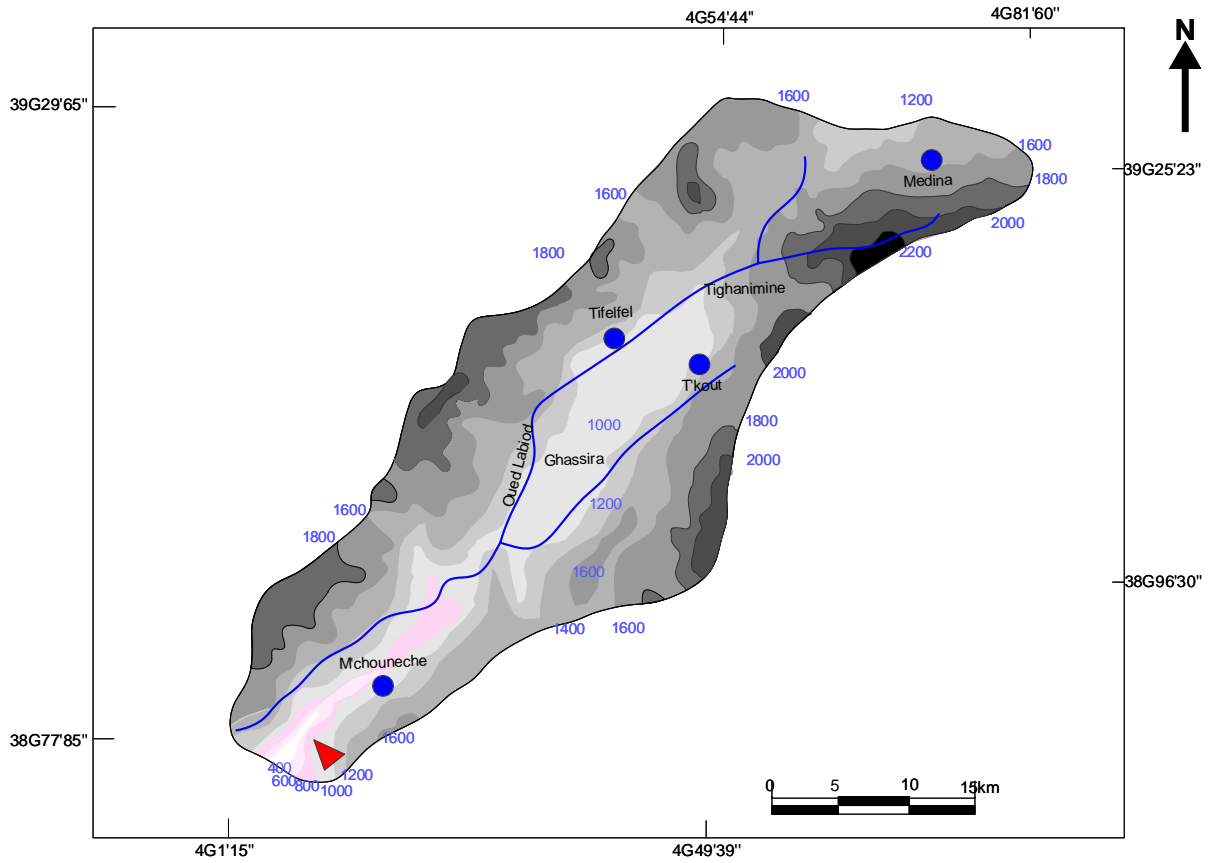 4G54'44"
4G81'60"
N
39G29'65"
1600
1200
1600
39G25'23"
Medina
1800
1600
2000
1800
2200
Tighanimine
Tifelfel
2000
T'kout
1800
1000
Oued Labiod
Ghassira
2000
1200
1600
1800
1600
38G96'30"
1400
1600
M'chouneche
1600
38G77'85"
400
1200
600
800
1000
0 5 10 15km
4G1'15"
4G49'39"